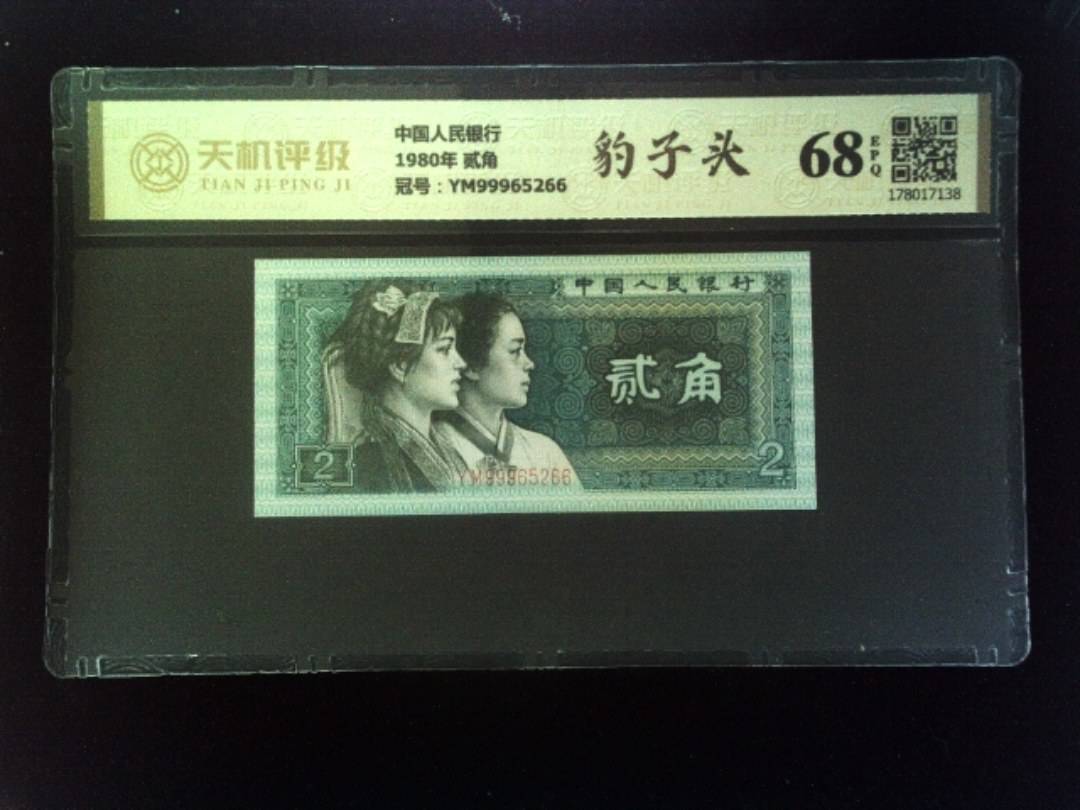 天机评级
TIAN JI PING JI
中国人民银行
1980年 贰角
冠号：YM99965266
豹子头
68
EPQ
178017138
中国人民银行
贰角
2
2
YM99965266